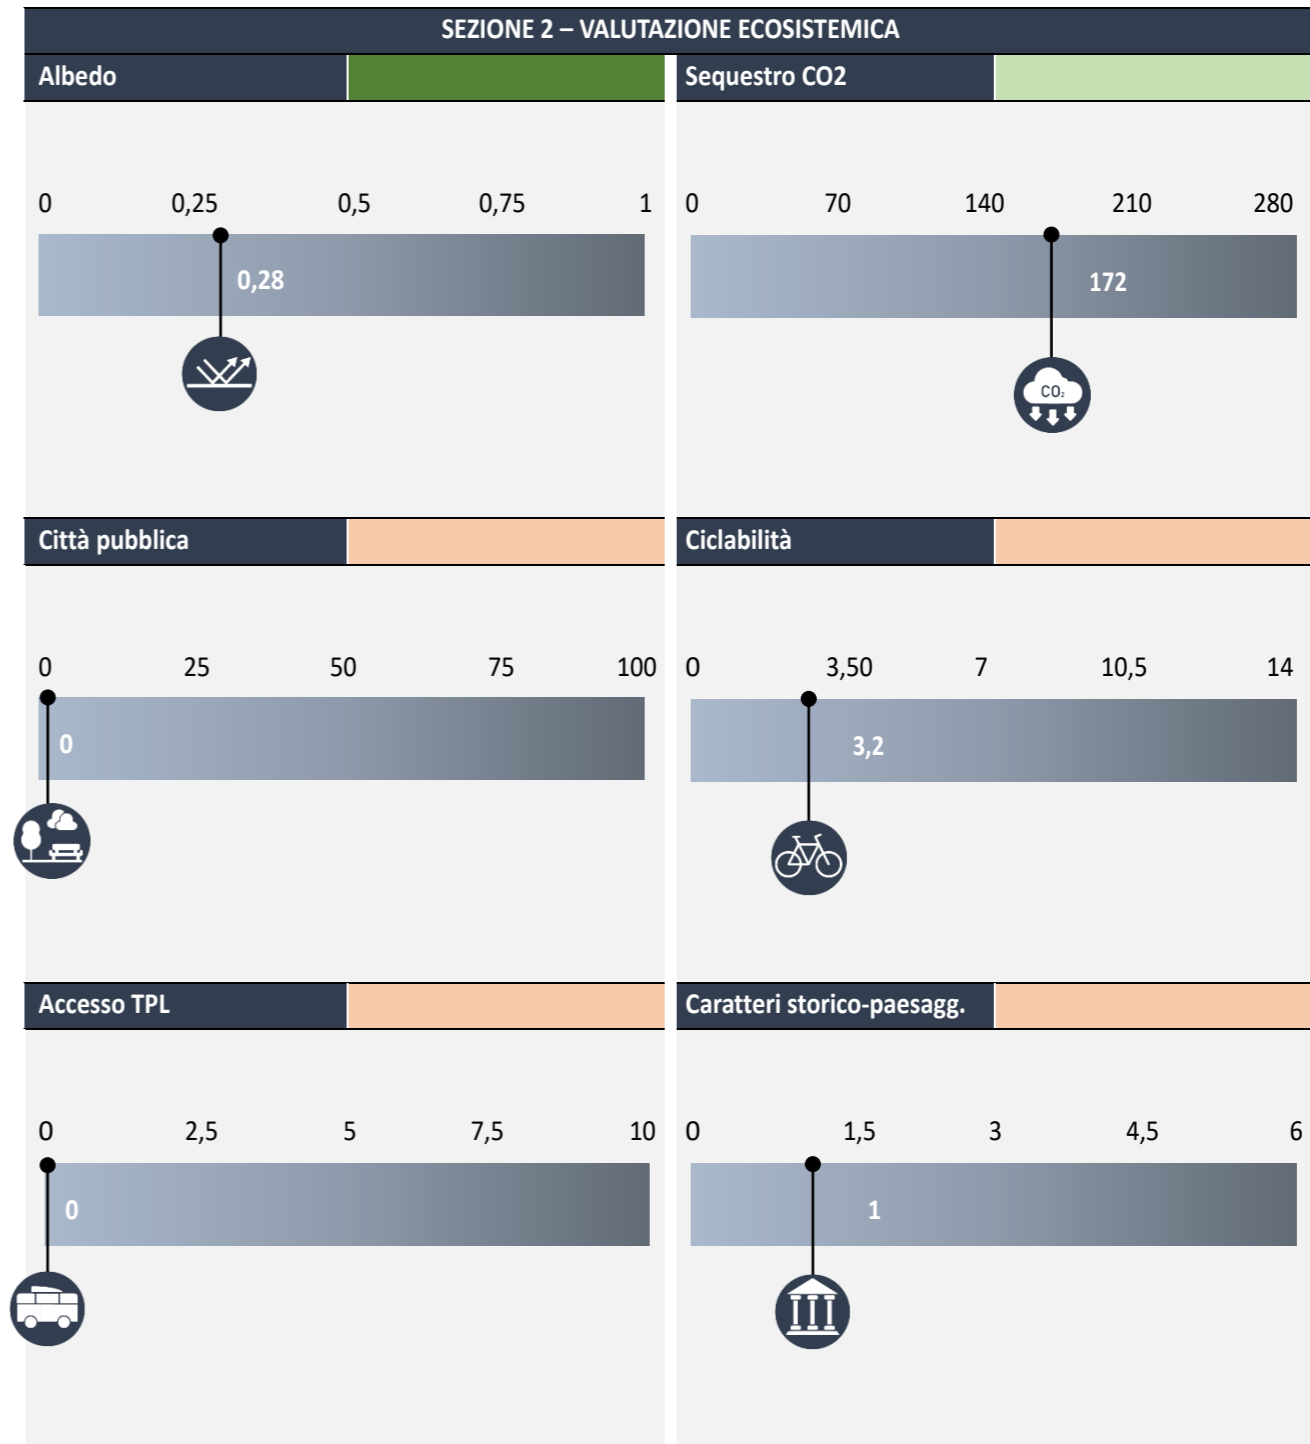 SEZIONE 2 – VALUTAZIONE ECOSISTEMICA
Albedo
0 0,25 0,5 0,75 1
0,28
Sequestro CO2
0 70 140 210 280
172
CO₂
Città pubblica
0 25 50 75 100
0
Ciclabilità
0 3,50 7 10,5 14
3,2
Accesso TPL
0 2,5 5 7,5 10
0
Caratteri storico-paesagg.
0 1,5 3 4,5 6
1